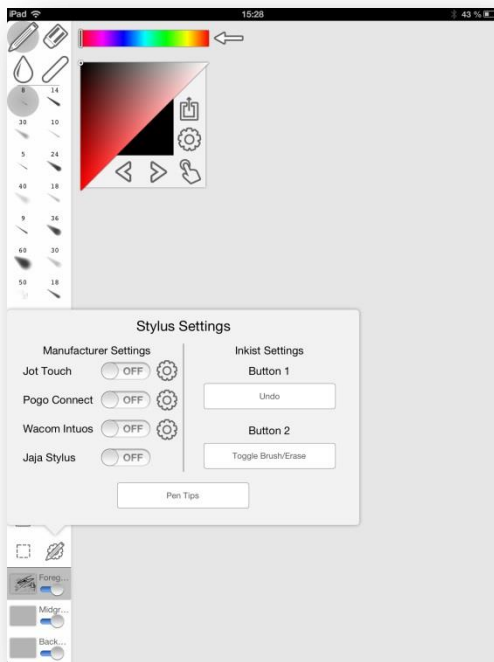 iPad 15:28 43 %
8 14
30 10
5 24
40 18
9 36
60 30
50 18
Stylus Settings
Manufacturer Settings
Jot Touch OFF
Pogo Connect OFF
Wacom Intuos OFF
Jaja Stylus OFF
Inkist Settings
Button 1
Undo
Button 2
Toggle Brush/Erase
Pen Tips
Foreg...
Midgr...
Back...